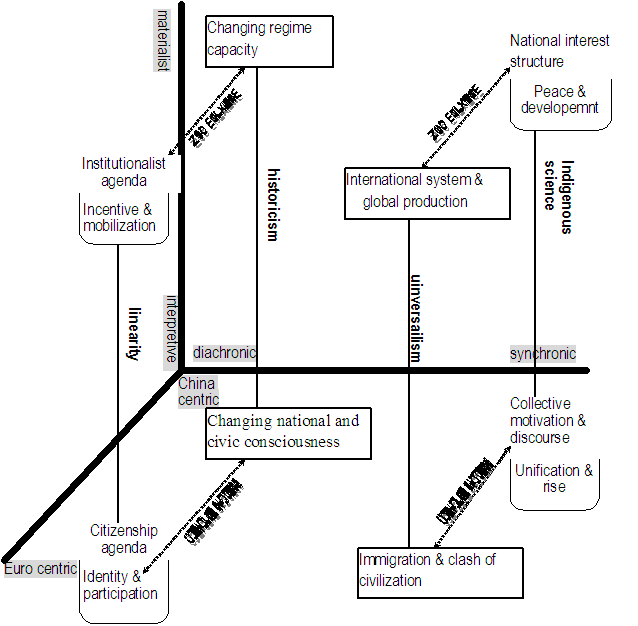 materialist
Changing regime
capacity
National interest
structure
Peace &
developemnt
Institutionalist
agenda
Incentive &
mobilization
historicism
International system &
global production
Indigenous
science
linearity
interpretive
uinversailism
diachronic
synchronic
China
centric
Changing national and
civic consciousness
Collective
motivation &
discourse
Unification &
rise
Citizenship
agenda
Euro centric
Identity &
participation
Immigration & clash of
civilization